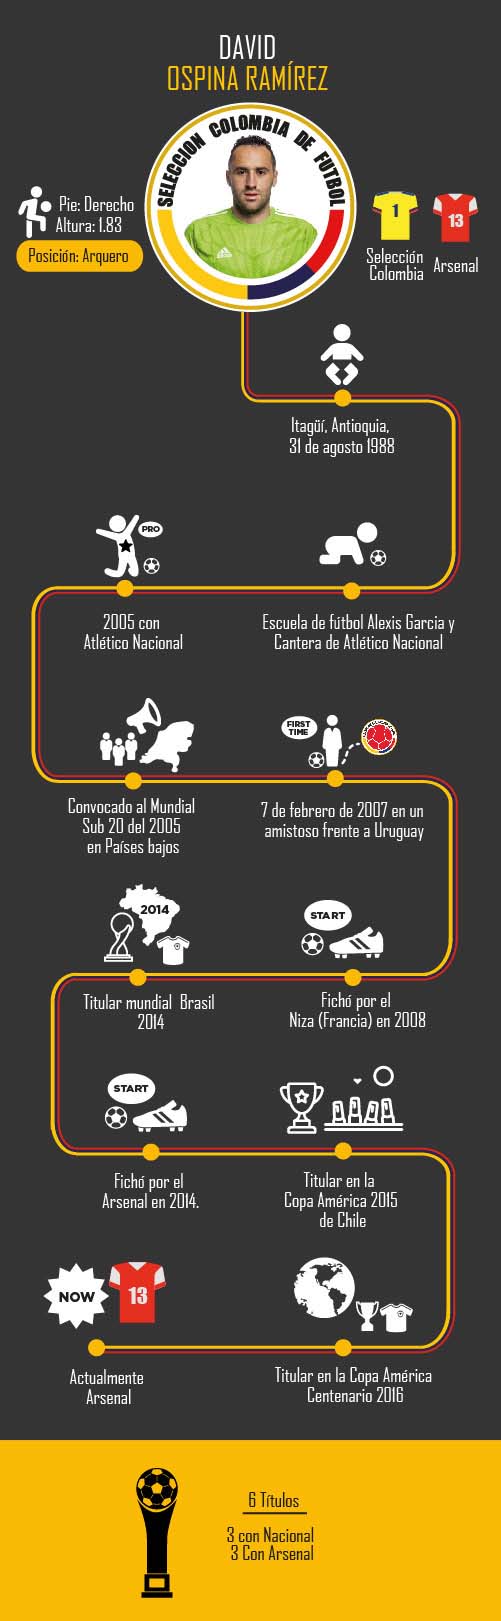 DAVID
OSPINA RAMÍREZ
SELECCION COLOMBIA DE FUTBOL
Pie: Derecho
Altura: 1.83
Posición: Arquero
1
13
Selección
Colombia
Arsenal
Itagüí, Antioquia,
31 de agosto 1988
PRO
2005 con
Atlético Nacional
Escuela de fútbol Alexis Garcia y
Cantera de Atlético Nacional
Convocado al Mundial
Sub 20 del 2005
en Países bajos
FIRST
TIME
7 de febrero de 2007 en un
amistoso frente a Uruguay
2014
Titular mundial Brasil
2014
START
Fichó por el
Niza (Francia) en 2008
START
Fichó por el
Arsenal en 2014.
Titular en la
Copa América 2015
de Chile
NOW
13
Actualmente
Arsenal
Titular en la Copa América
Centenario 2016
6 Títulos
3 con Nacional
3 Con Arsenal